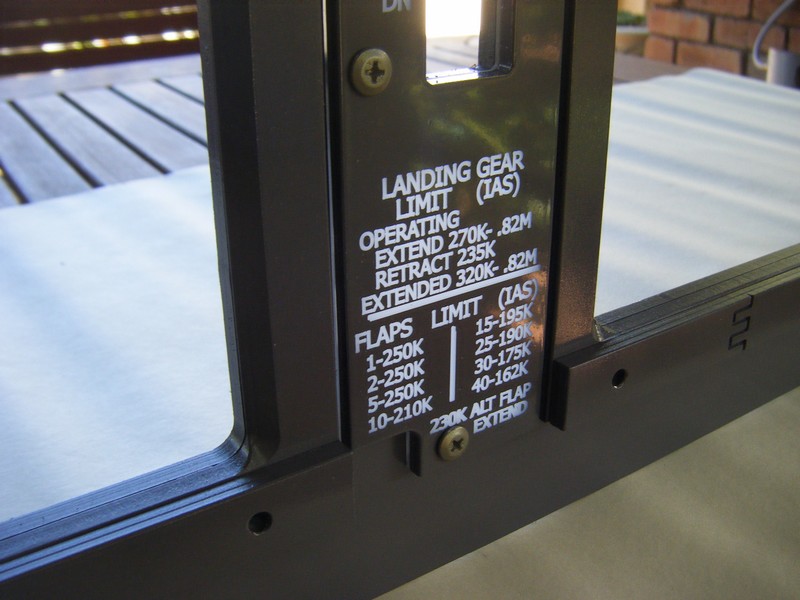 DN
LANDING GEAR
LIMIT (IAS)
OPERATING
EXTEND 270K- .82M
RETRACT 235K
EXTENDED 320K- .82M
FLAPS LIMIT (IAS)
1-250K 15-195K
2-250K 25-190K
5-250K 30-175K
10-210K 40-162K
230K ALT FLAP
EXTEND